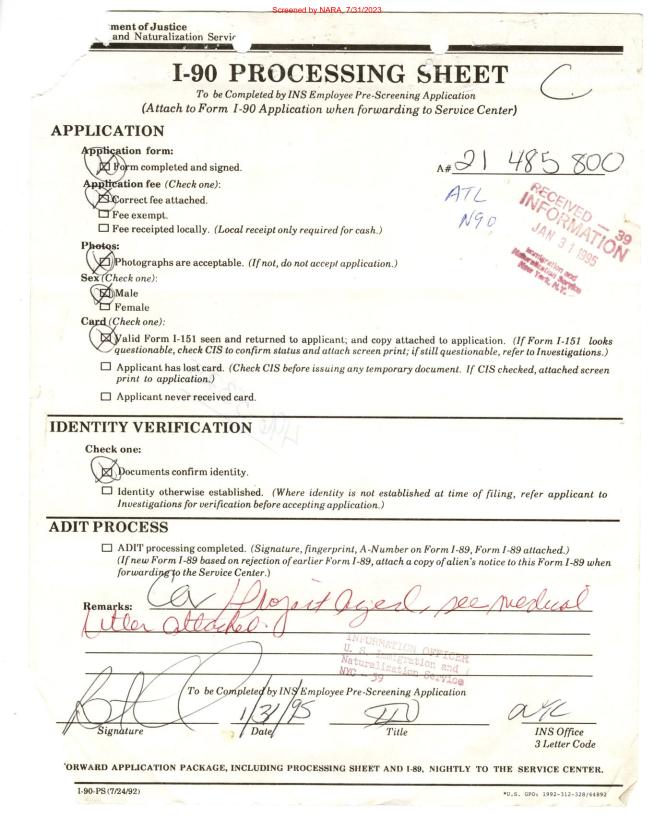 Screened by NARA, 7/31/2023
ment of Justice
and Naturalization Servic
I-90 PROCESSING SHEET
C.
To be Completed by INS Employee Pre-Screening Application
(Attach to Form I-90 Application when forwarding to Service Center)
APPLICATION
Application form:
Form completed and signed.
A# 21 485 800
Application fee (Check one):
Correct fee attached.
ATL
Fee exempt.
N90
Fee receipted locally. (Local receipt only required for cash.)
RECEIVED — 39
INFORMATION
JAN 31 1995
Immigration and
Naturalization Service
New York, N.Y.
Photos:
Photographs are acceptable. (If not, do not accept application.)
Sex (Check one):
Male
Female
Card (Check one):
Valid Form I-151 seen and returned to applicant; and copy attached to application. (If Form I-151 looks
questionable, check CIS to confirm status and attach screen print; if still questionable, refer to Investigations.)
Applicant has lost card. (Check CIS before issuing any temporary document. If CIS checked, attached screen
print to application.)
Applicant never received card.
IDENTITY VERIFICATION
Check one:
Documents confirm identity.
Identity otherwise established. (Where identity is not established at time of filing, refer applicant to
Investigations for verification before accepting application.)
ADIT PROCESS
ADIT processing completed. (Signature, fingerprint, A-Number on Form I-89, Form I-89 attached.)
(If new Form I-89 based on rejection of earlier Form I-89, attach a copy of alien's notice to this Form I-89 when
forwarding to the Service Center.)
Remarks: Project Aged, see medical
letter attached.
INFORMATION OFFICER
U. S. Immigration and
Naturalization Service
NYC - 39
To be Completed by INS Employee Pre-Screening Application
1/31/95
NYC
Signature
Date
Title
INS Office
3 Letter Code
ORWARD APPLICATION PACKAGE, INCLUDING PROCESSING SHEET AND I-89, NIGHTLY TO THE SERVICE CENTER.
I-90-PS (7/24/92)
*U.S. GPO: 1992-312-328/64892